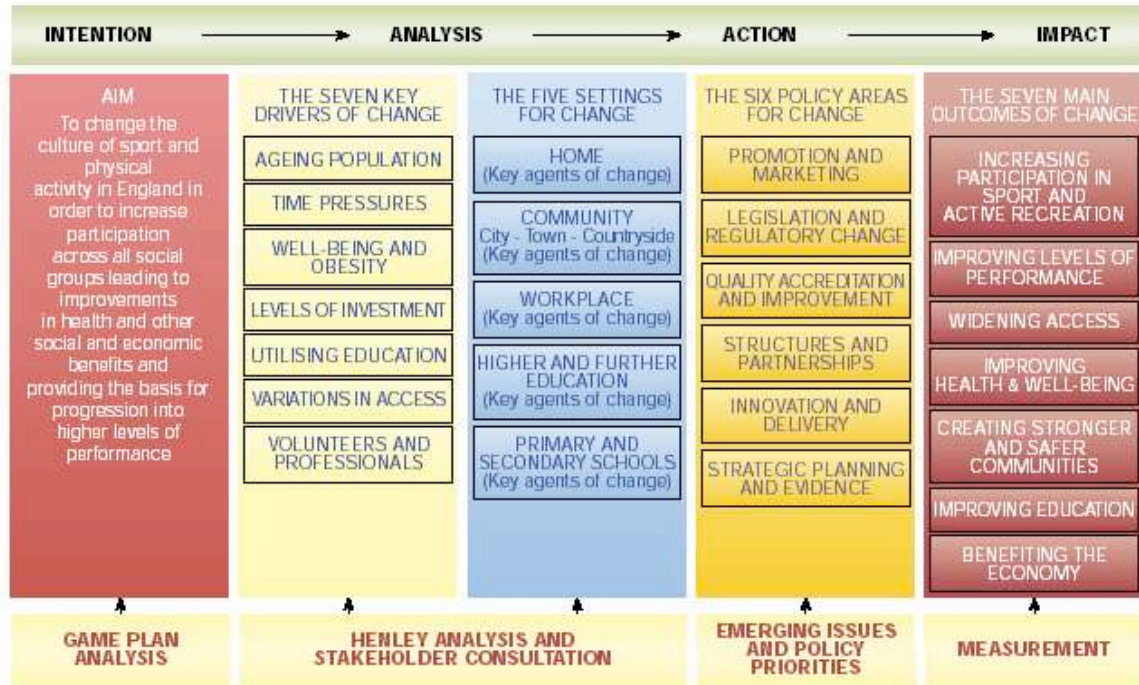 INTENTION
ANALYSIS
ACTION
IMPACT
AIM
To change the
culture of sport and
physical
activity in England in
order to increase
participation
across all social
groups leading to
improvements
in health and other
social and economic
benefits and
providing the basis for
progression into
higher levels of
performance
THE SEVEN KEY
DRIVERS OF CHANGE
AGEING POPULATION
TIME PRESSURES
WELL-BEING AND
OBESITY
LEVELS OF INVESTMENT
UTILISING EDUCATION
VARIATIONS IN ACCESS
VOLUNTEERS AND
PROFESSIONALS
THE FIVE SETTINGS
FOR CHANGE
HOME
(Key agents of change)
COMMUNITY
City - Town - Countryside
(Key agents of change)
WORKPLACE
(Key agents of change)
HIGHER AND FURTHER
EDUCATION
(Key agents of change)
PRIMARY AND
SECONDARY SCHOOLS
(Key agents of change)
THE SIX POLICY AREAS
FOR CHANGE
PROMOTION AND
MARKETING
LEGISLATION AND
REGULATORY CHANGE
QUALITY ACCREDITATION
AND IMPROVEMENT
STRUCTURES AND
PARTNERSHIPS
INNOVATION AND
DELIVERY
STRATEGIC PLANNING
AND EVIDENCE
THE SEVEN MAIN
OUTCOMES OF CHANGE
INCREASING
PARTICIPATION IN
SPORT AND
ACTIVE RECREATION
IMPROVING LEVELS OF
PERFORMANCE
WIDENING ACCESS
IMPROVING
HEALTH & WELL-BEING
CREATING STRONGER
AND SAFER
COMMUNITIES
IMPROVING EDUCATION
BENEFITING THE
ECONOMY
GAME PLAN
ANALYSIS
HENLEY ANALYSIS AND
STAKEHOLDER CONSULTATION
EMERGING ISSUES
AND POLICY
PRIORITIES
MEASUREMENT